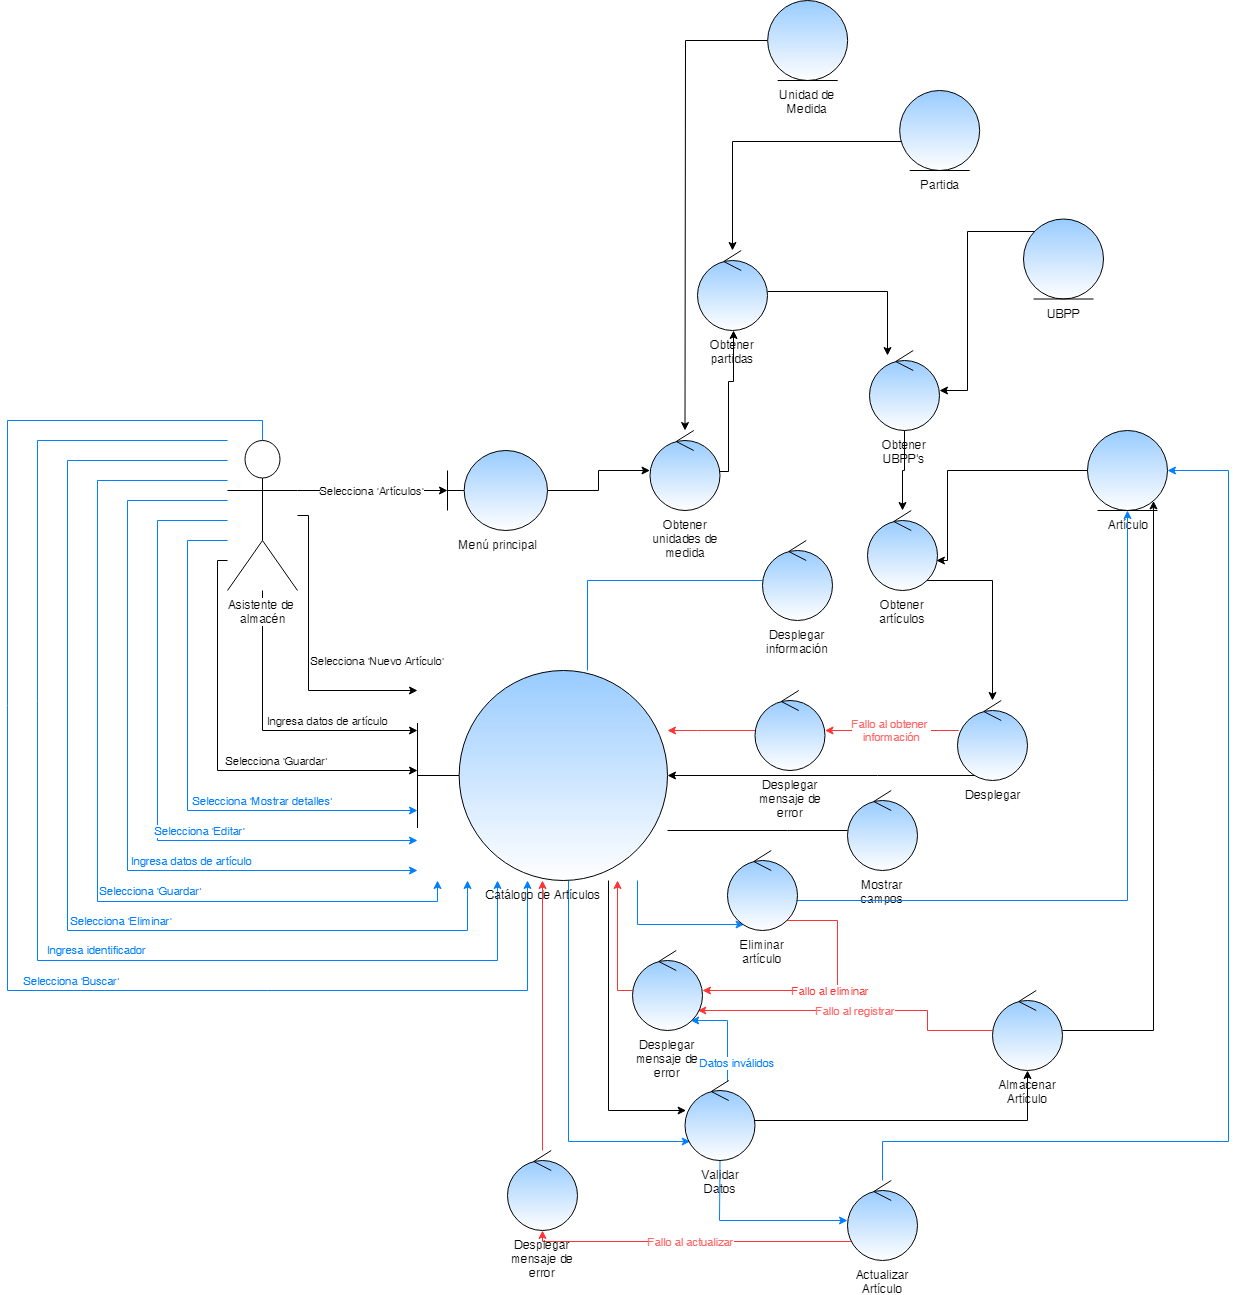 Unidad de
Medida
Partida
UBPP
Obtener
partidas
Obtener
UBPP's
Selecciona 'Artículos'
Menú principal
Obtener
unidades de
medida
Artículo
Asistente de
almacén
Obtener
artículos
Desplegar
información
Selecciona 'Nuevo Artículo'
Ingresa datos de artículo
Selecciona 'Guardar'
Selecciona 'Mostrar detalles'
Selecciona 'Editar'
Ingresa datos de artículo
Selecciona 'Guardar'
Selecciona 'Eliminar'
Ingresa identificador
Selecciona 'Buscar'
Catálogo de Artículos
Fallo al obtener
información
Desplegar
mensaje de
error
Desplegar
Mostrar
campos
Eliminar
artículo
Fallo al eliminar
Fallo al registrar
Desplegar
mensaje de
error
Datos inválidos
Almacenar
Artículo
Validar
Datos
Desplegar
mensaje de
error
Fallo al actualizar
Actualizar
Artículo